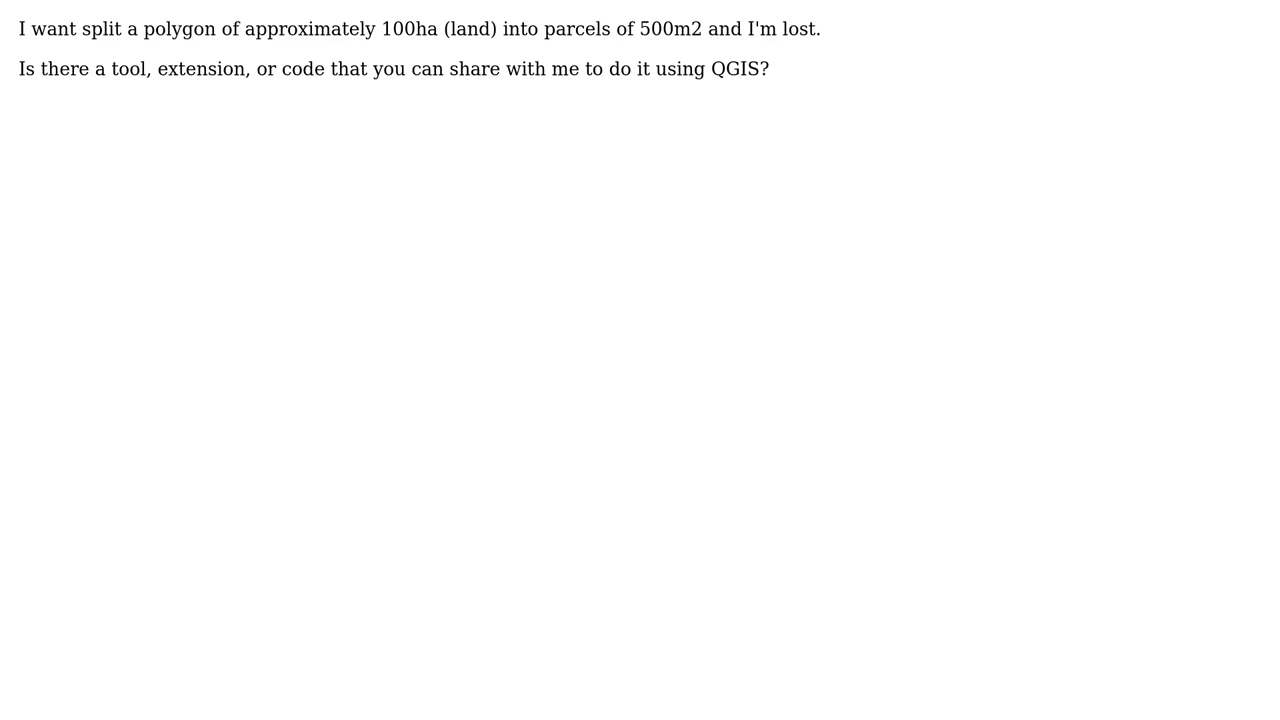 I want split a polygon of approximately 100ha (land) into parcels of 500m2 and I'm lost.
Is there a tool, extension, or code that you can share with me to do it using QGIS?